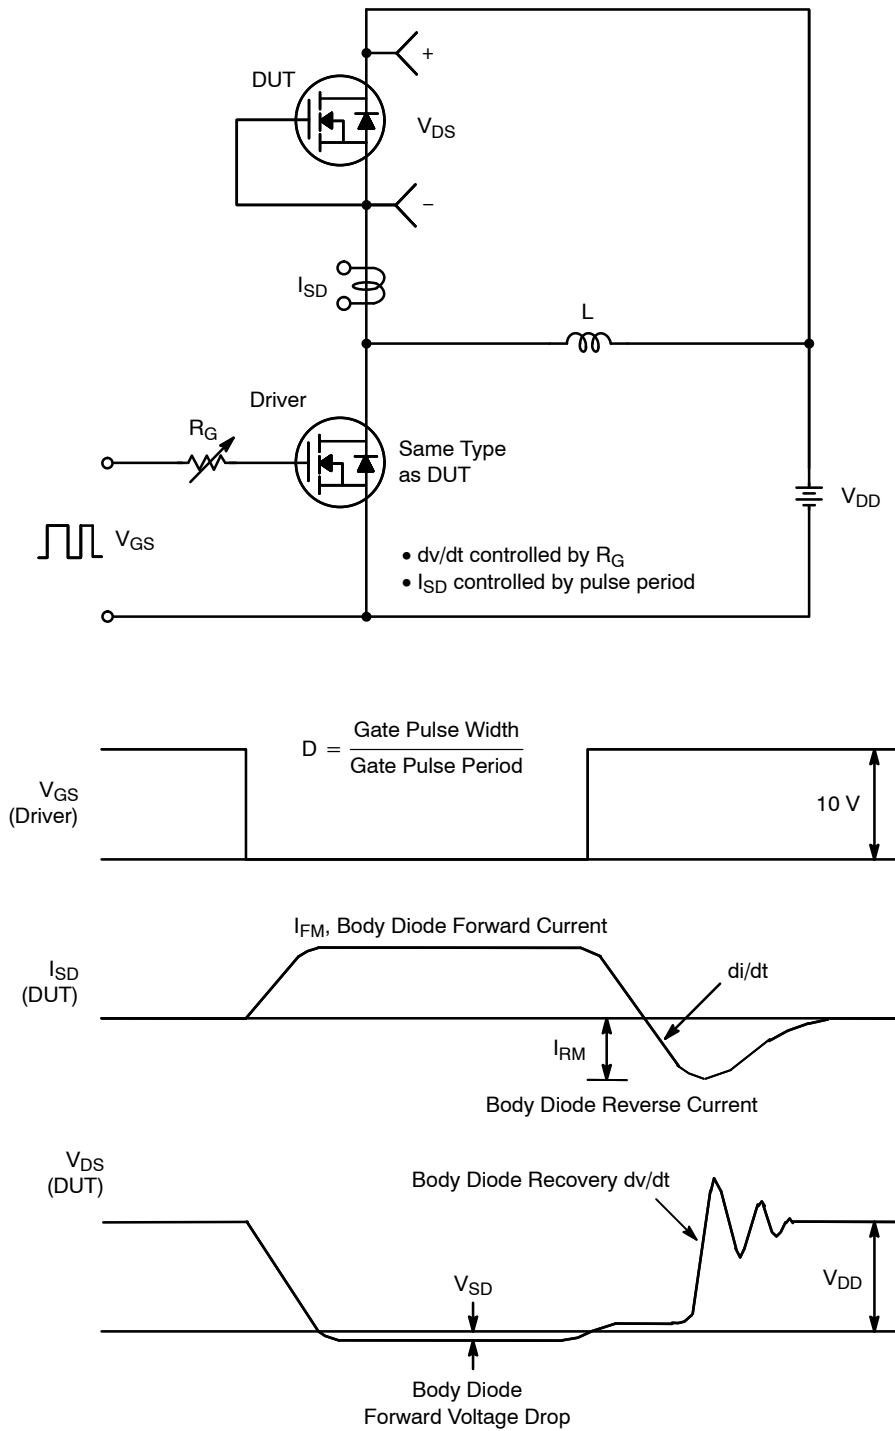 +
DUT
V_DS
−
I_SD
L
Driver
R_G
Same Type
as DUT
V_DD
V_GS
• dv/dt controlled by R_G
• I_SD controlled by pulse period
D = Gate Pulse Width / Gate Pulse Period
V_GS
(Driver)
10 V
I_FM, Body Diode Forward Current
I_SD
(DUT)
di/dt
I_RM
Body Diode Reverse Current
V_DS
(DUT)
Body Diode Recovery dv/dt
V_SD
V_DD
Body Diode
Forward Voltage Drop